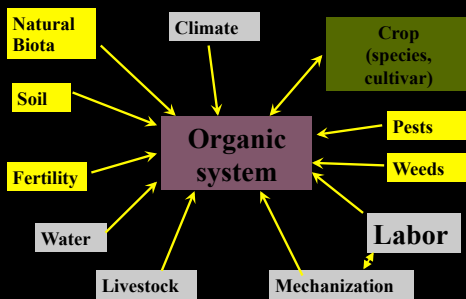 Natural
Biota
Climate
Crop
(species,
cultivar)
Soil
Organic
system
Pests
Weeds
Fertility
Water
Labor
Livestock
Mechanization